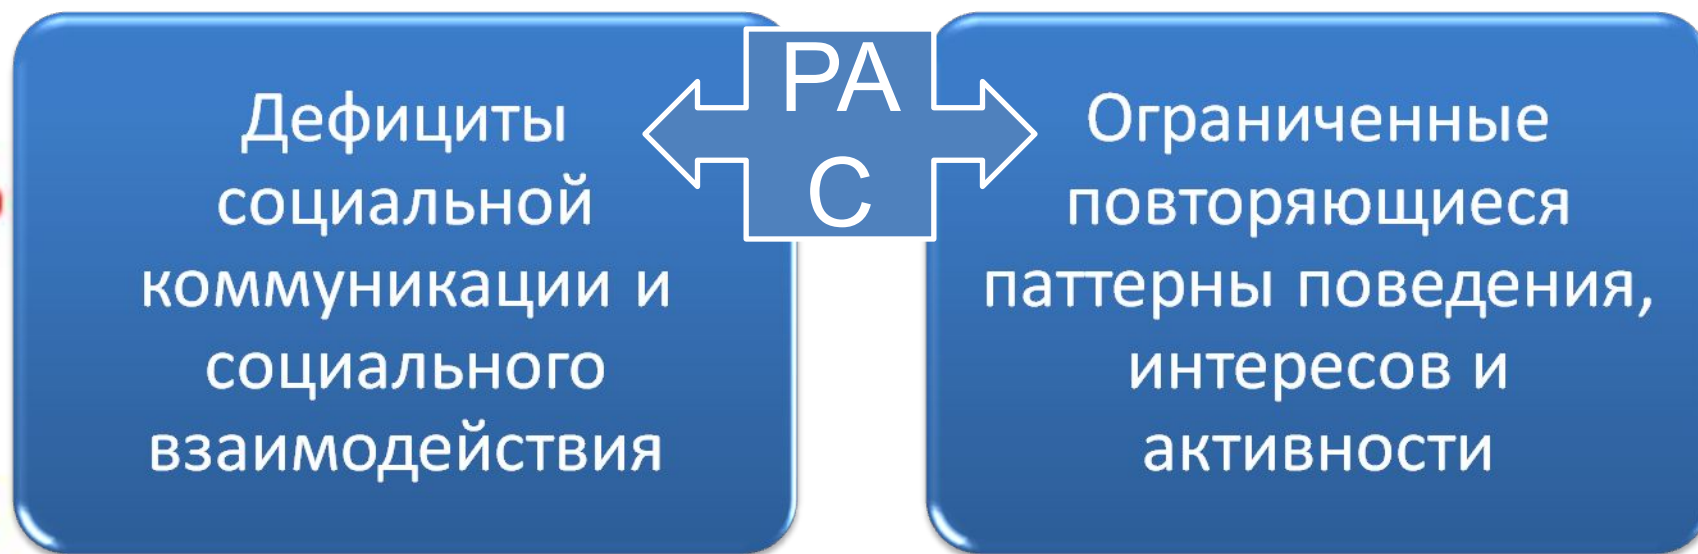 Дефициты
социальной
коммуникации и
социального
взаимодействия
РА
С
Ограниченные
повторяющиеся
паттерны поведения,
интересов и
активности